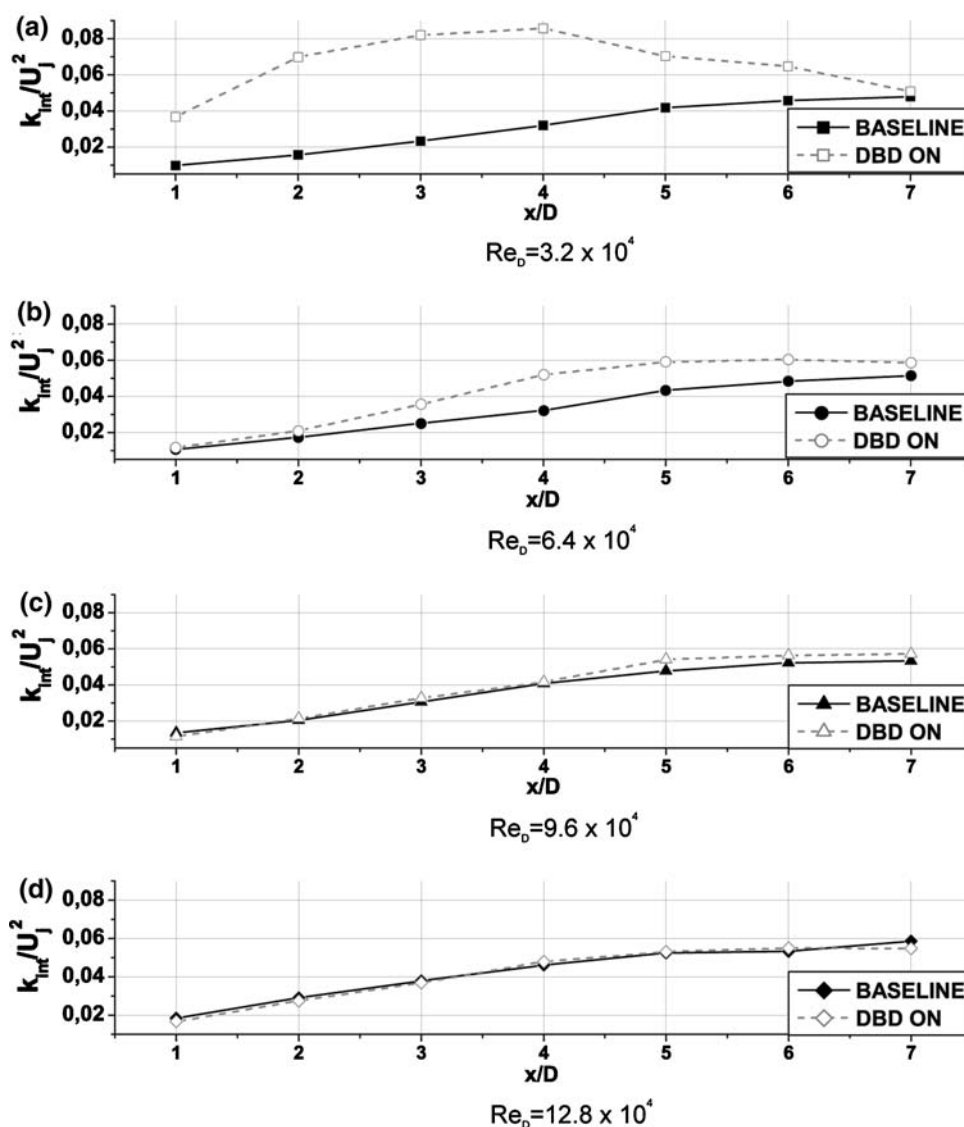 (a)
k_int/U_j^2
0,08
0,06
0,04
0,02
BASELINE
DBD ON
1 2 3 4 5 6 7
x/D
Re_D=3.2 x 10^4
(b)
k_int/U_j^2
0,08
0,06
0,04
0,02
BASELINE
DBD ON
1 2 3 4 5 6 7
x/D
Re_D=6.4 x 10^4
(c)
k_int/U_j^2
0,08
0,06
0,04
0,02
BASELINE
DBD ON
1 2 3 4 5 6 7
x/D
Re_D=9.6 x 10^4
(d)
k_int/U_j^2
0,08
0,06
0,04
0,02
BASELINE
DBD ON
1 2 3 4 5 6 7
x/D
Re_D=12.8 x 10^4